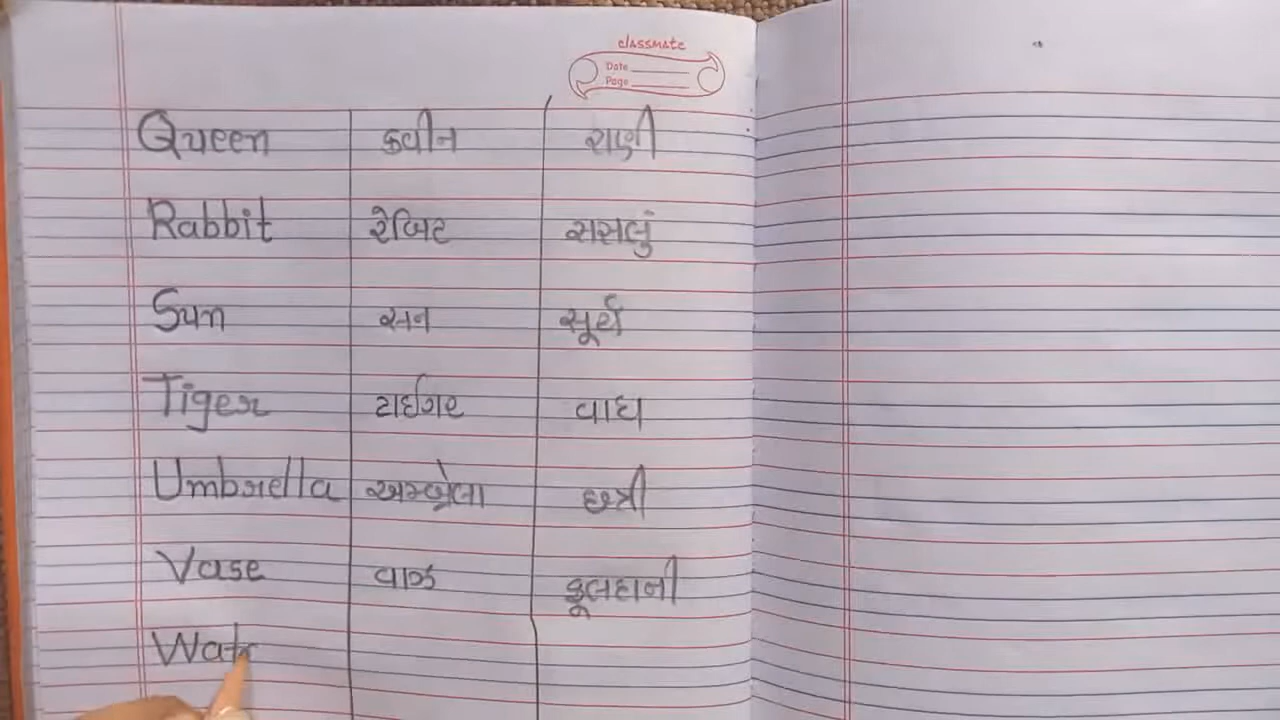 classmate
Date
Page
Queen ક્વીન રાણી
Rabbit રેબિટ સસલું
Sun સન સૂર્ય
Tiger ટાઈગર વાઘ
Umbrella અમ્બ્રેલા છત્રી
Vase વાઝ ફૂલદાની
Wat